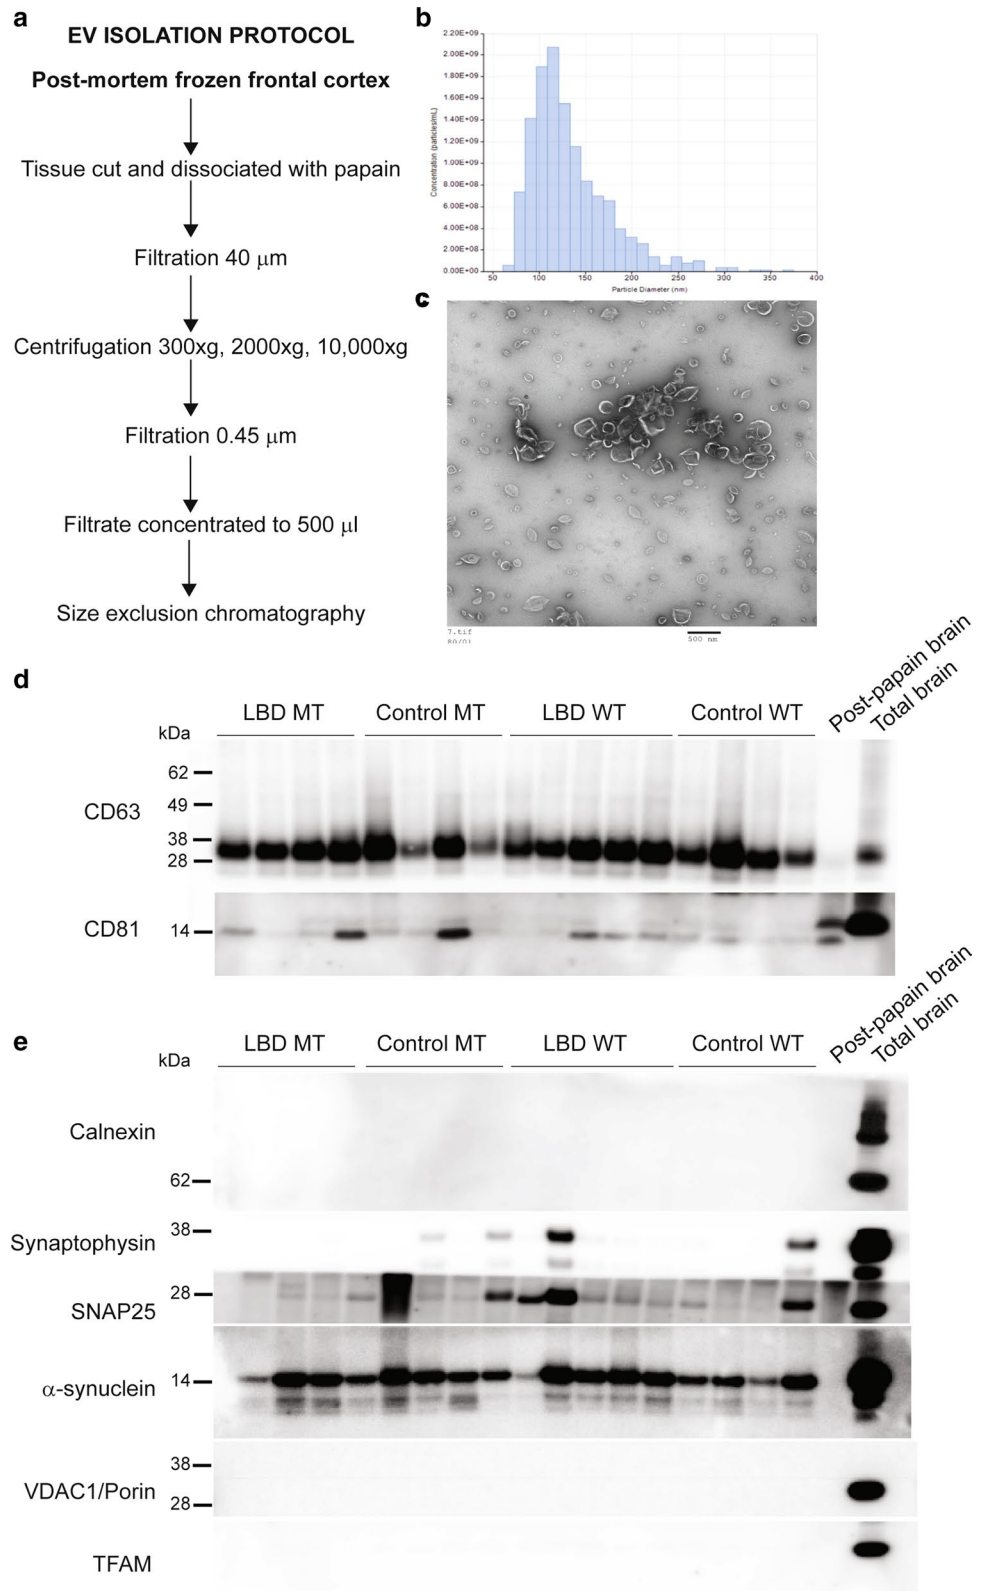 a
EV ISOLATION PROTOCOL
Post-mortem frozen frontal cortex
Tissue cut and dissociated with papain
Filtration 40 μm
Centrifugation 300xg, 2000xg, 10,000xg
Filtration 0.45 μm
Filtrate concentrated to 500 μl
Size exclusion chromatography
b
Concentration (particles/mL)
2.20E+09
2.00E+09
1.80E+09
1.60E+09
1.40E+09
1.20E+09
1.00E+09
8.00E+08
6.00E+08
4.00E+08
2.00E+08
0.00E+00
50 100 150 200 250 300 350 400
Particle Diameter (nm)
c
7.tif
500 nm
d
LBD MT Control MT LBD WT Control WT Post-papain brain Total brain
kDa
62
49
CD63
38
28
CD81 14
e
LBD MT Control MT LBD WT Control WT Post-papain brain Total brain
kDa
Calnexin
62
38
Synaptophysin
28
SNAP25
α-synuclein 14
38
VDAC1/Porin
28
TFAM